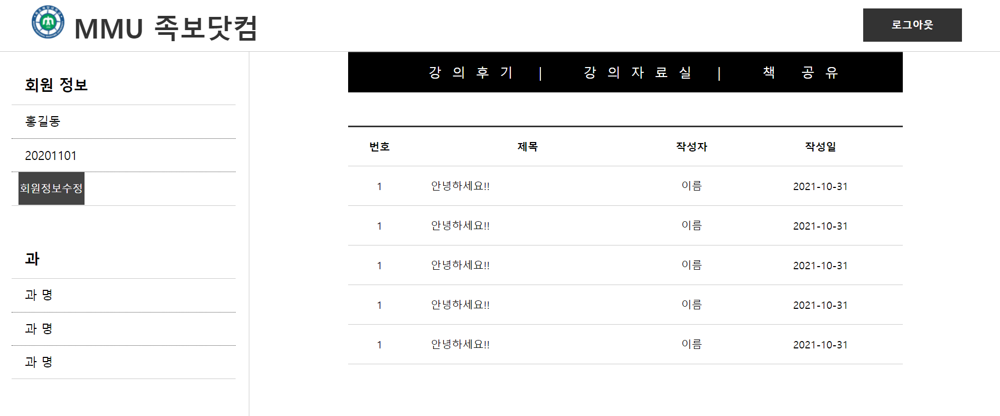 MMU 족보닷컴
로그아웃
회원 정보
홍길동
20201101
회원정보수정
과
과 명
과 명
과 명
강 의 후 기 | 강 의 자 료 실 | 책 공 유
번호 제목 작성자 작성일
1 안녕하세요!! 이름 2021-10-31
1 안녕하세요!! 이름 2021-10-31
1 안녕하세요!! 이름 2021-10-31
1 안녕하세요!! 이름 2021-10-31
1 안녕하세요!! 이름 2021-10-31